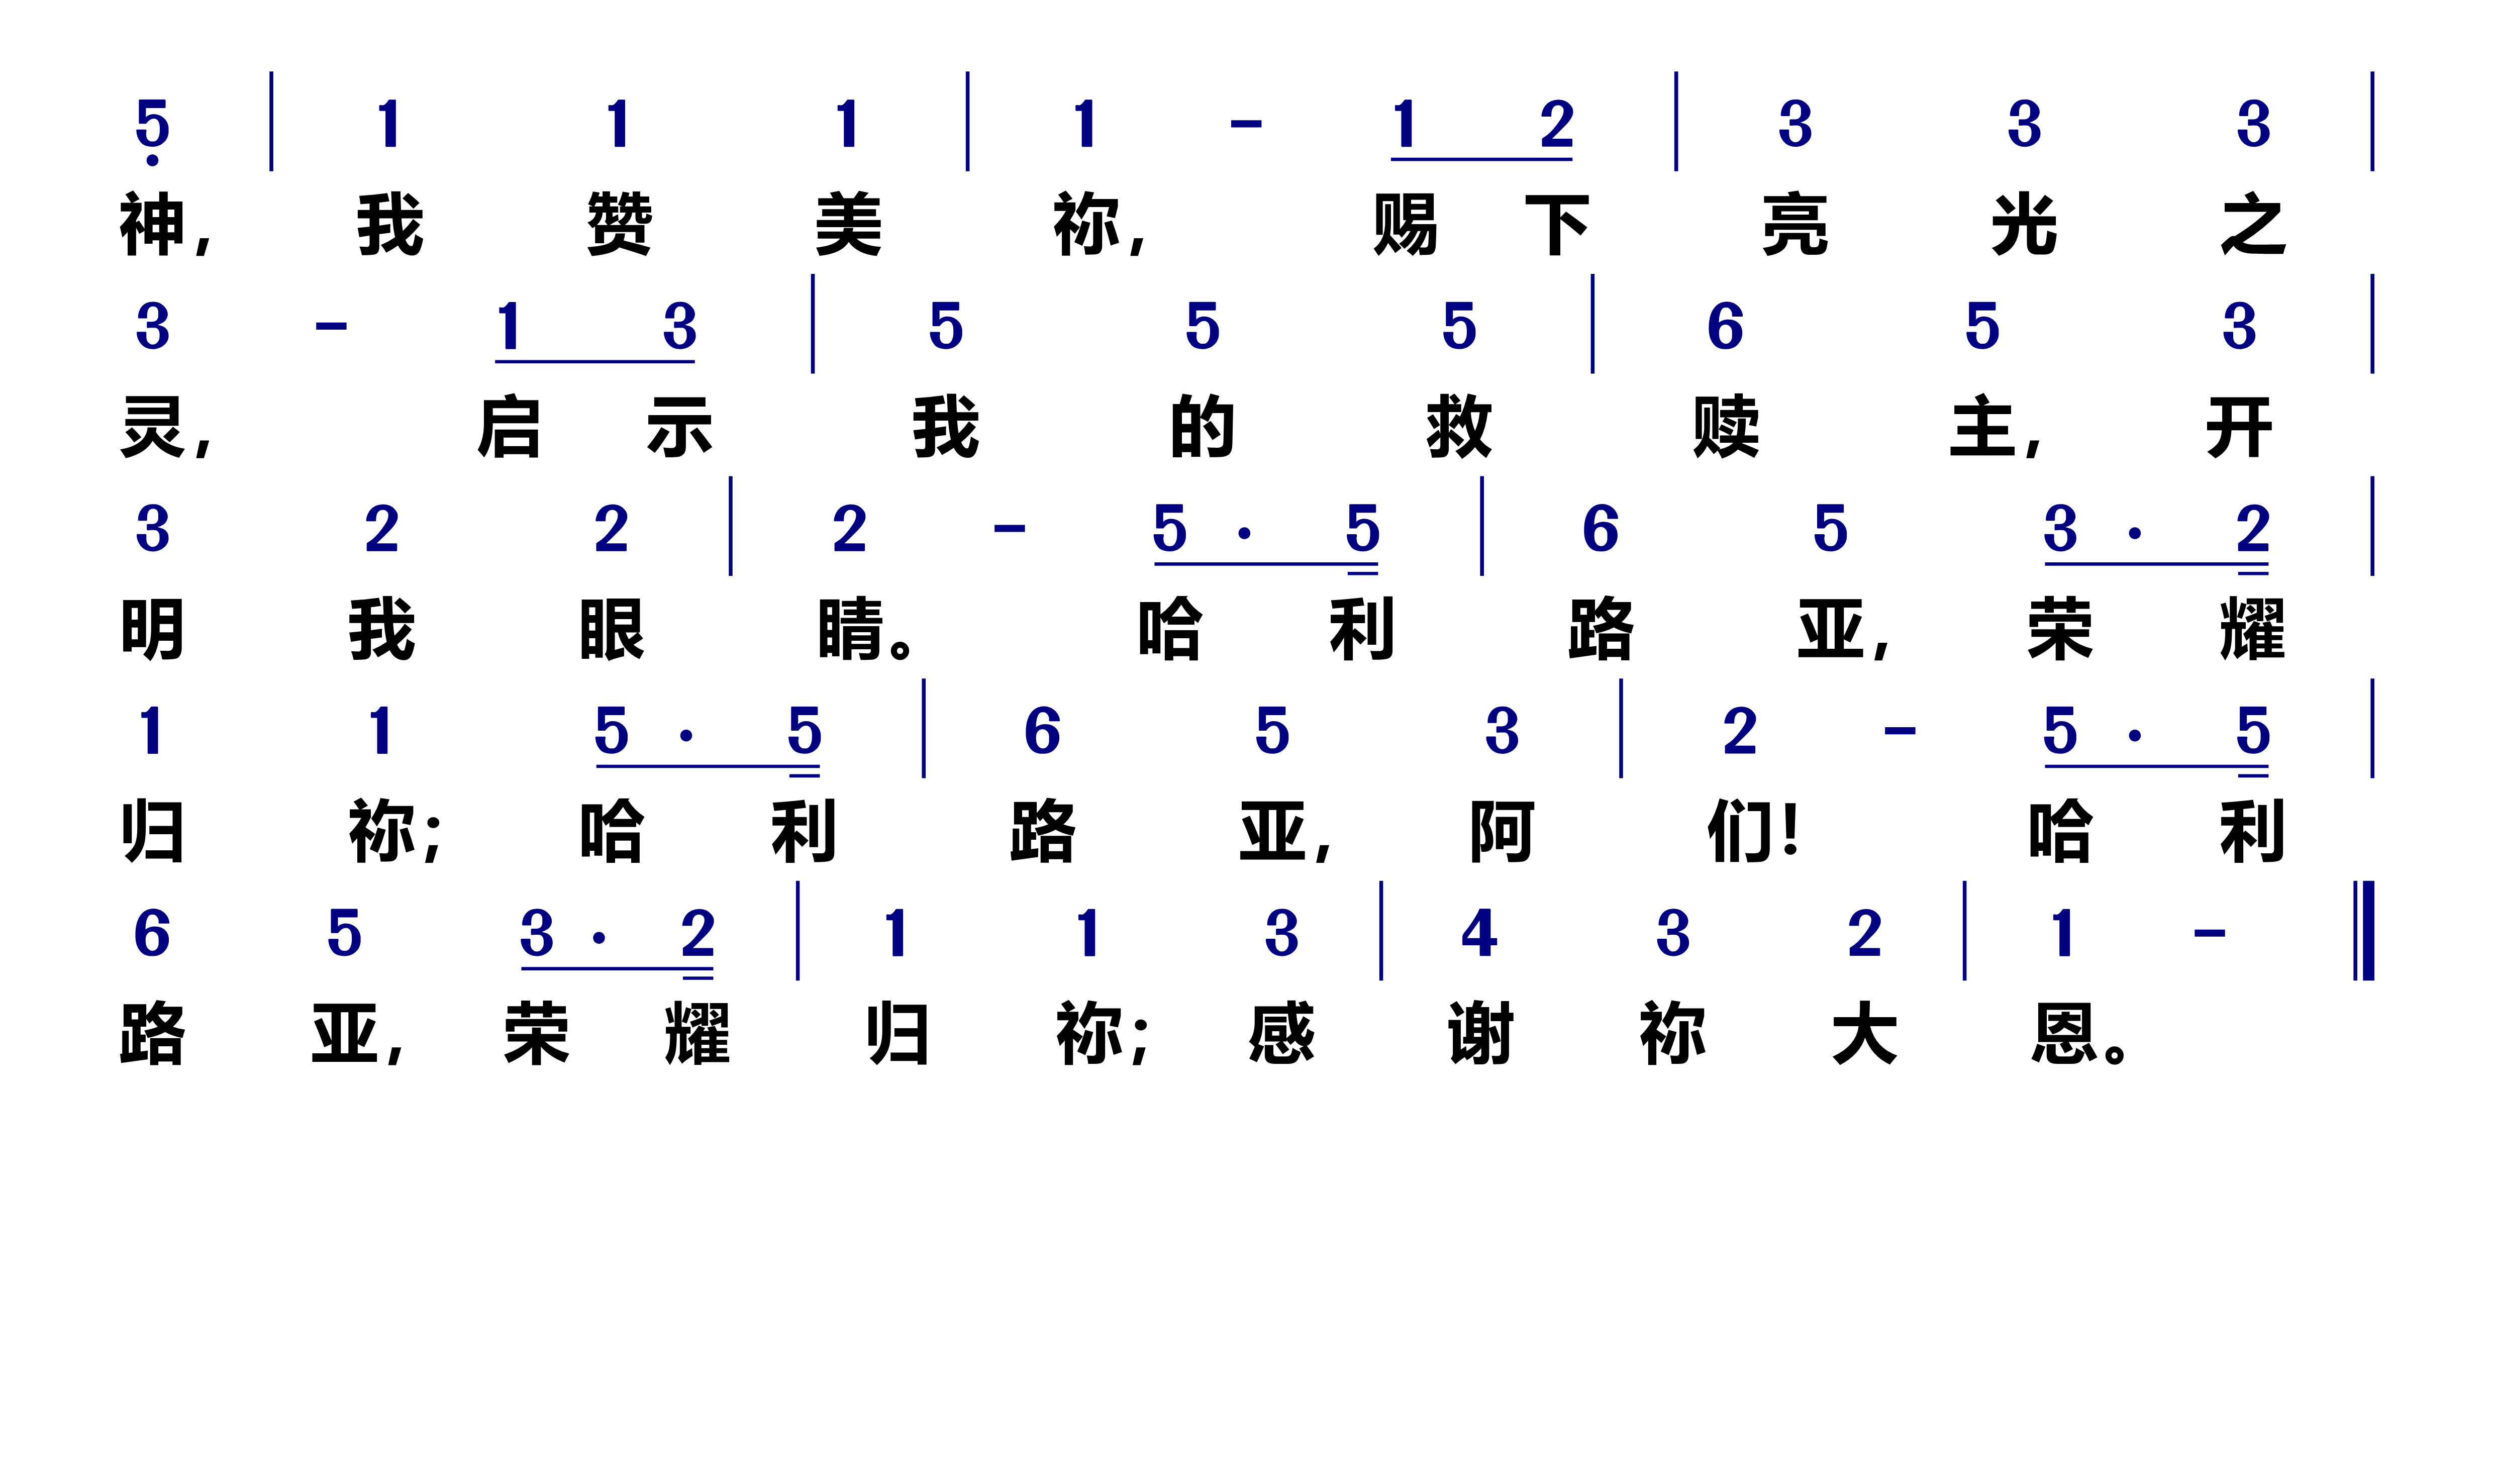 5 | 1 1 1 | 1 - 1 2 | 3 3 3 |
神, 我 赞 美 祢, 赐 下 亮 光 之
3 - 1 3 | 5 5 5 | 6 5 3 |
灵, 启 示 我 的 救 赎 主, 开
3 2 2 | 2 - 5 · 5 | 6 5 3 · 2 |
明 我 眼 睛。 哈 利 路 亚, 荣 耀
1 1 5 · 5 | 6 5 3 | 2 - 5 · 5 |
归 祢; 哈 利 路 亚, 阿 们! 哈 利
6 5 3 · 2 | 1 1 3 | 4 3 2 | 1 - ‖
路 亚, 荣 耀 归 祢; 感 谢 祢 大 恩。